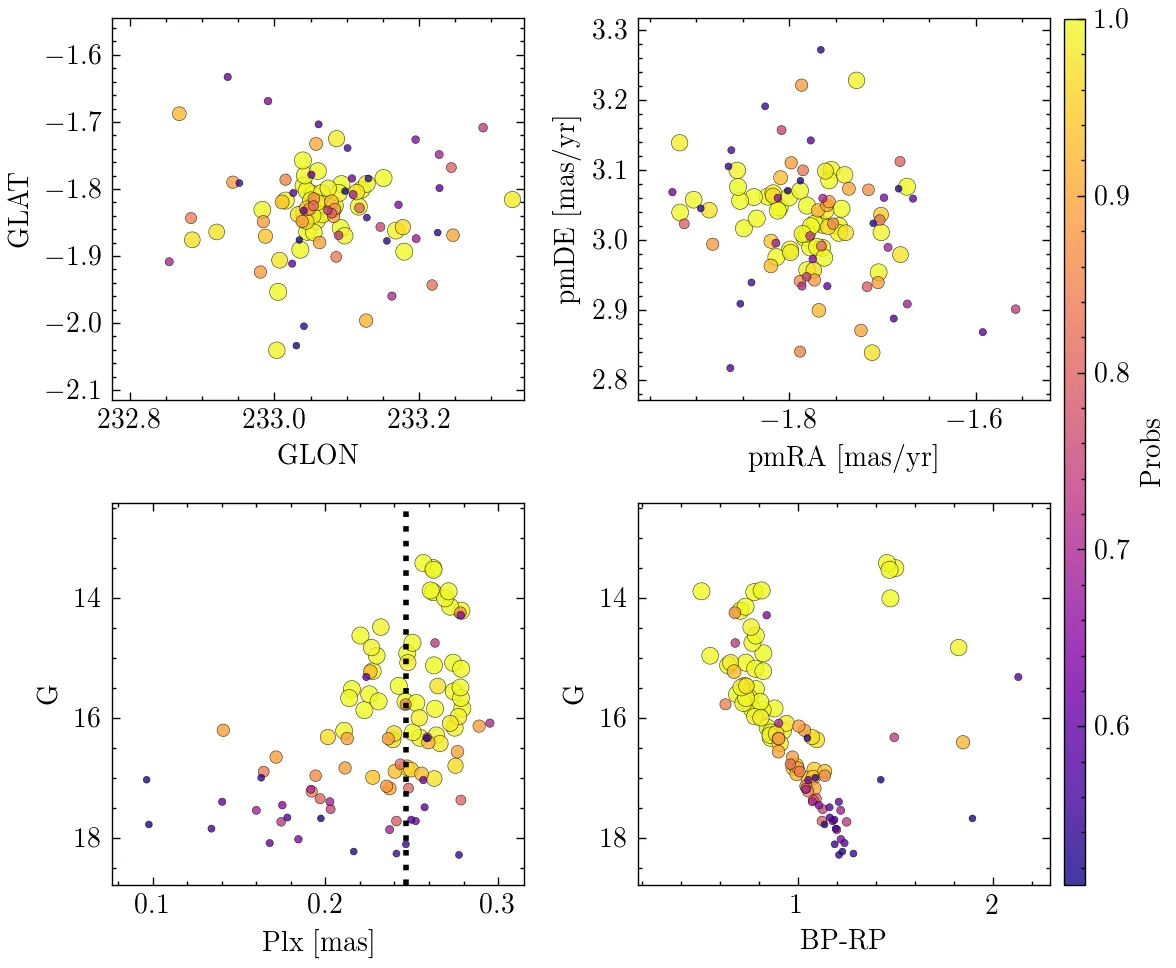 −1.6
−1.7
−1.8
−1.9
−2.0
−2.1
GLAT
232.8 233.0 233.2
GLON
3.3
3.2
3.1
3.0
2.9
2.8
pmDE [mas/yr]
−1.8 −1.6
pmRA [mas/yr]
1.0
0.9
0.8
0.7
0.6
Probs
14
16
18
G
0.1 0.2 0.3
Plx [mas]
14
16
18
G
1 2
BP-RP